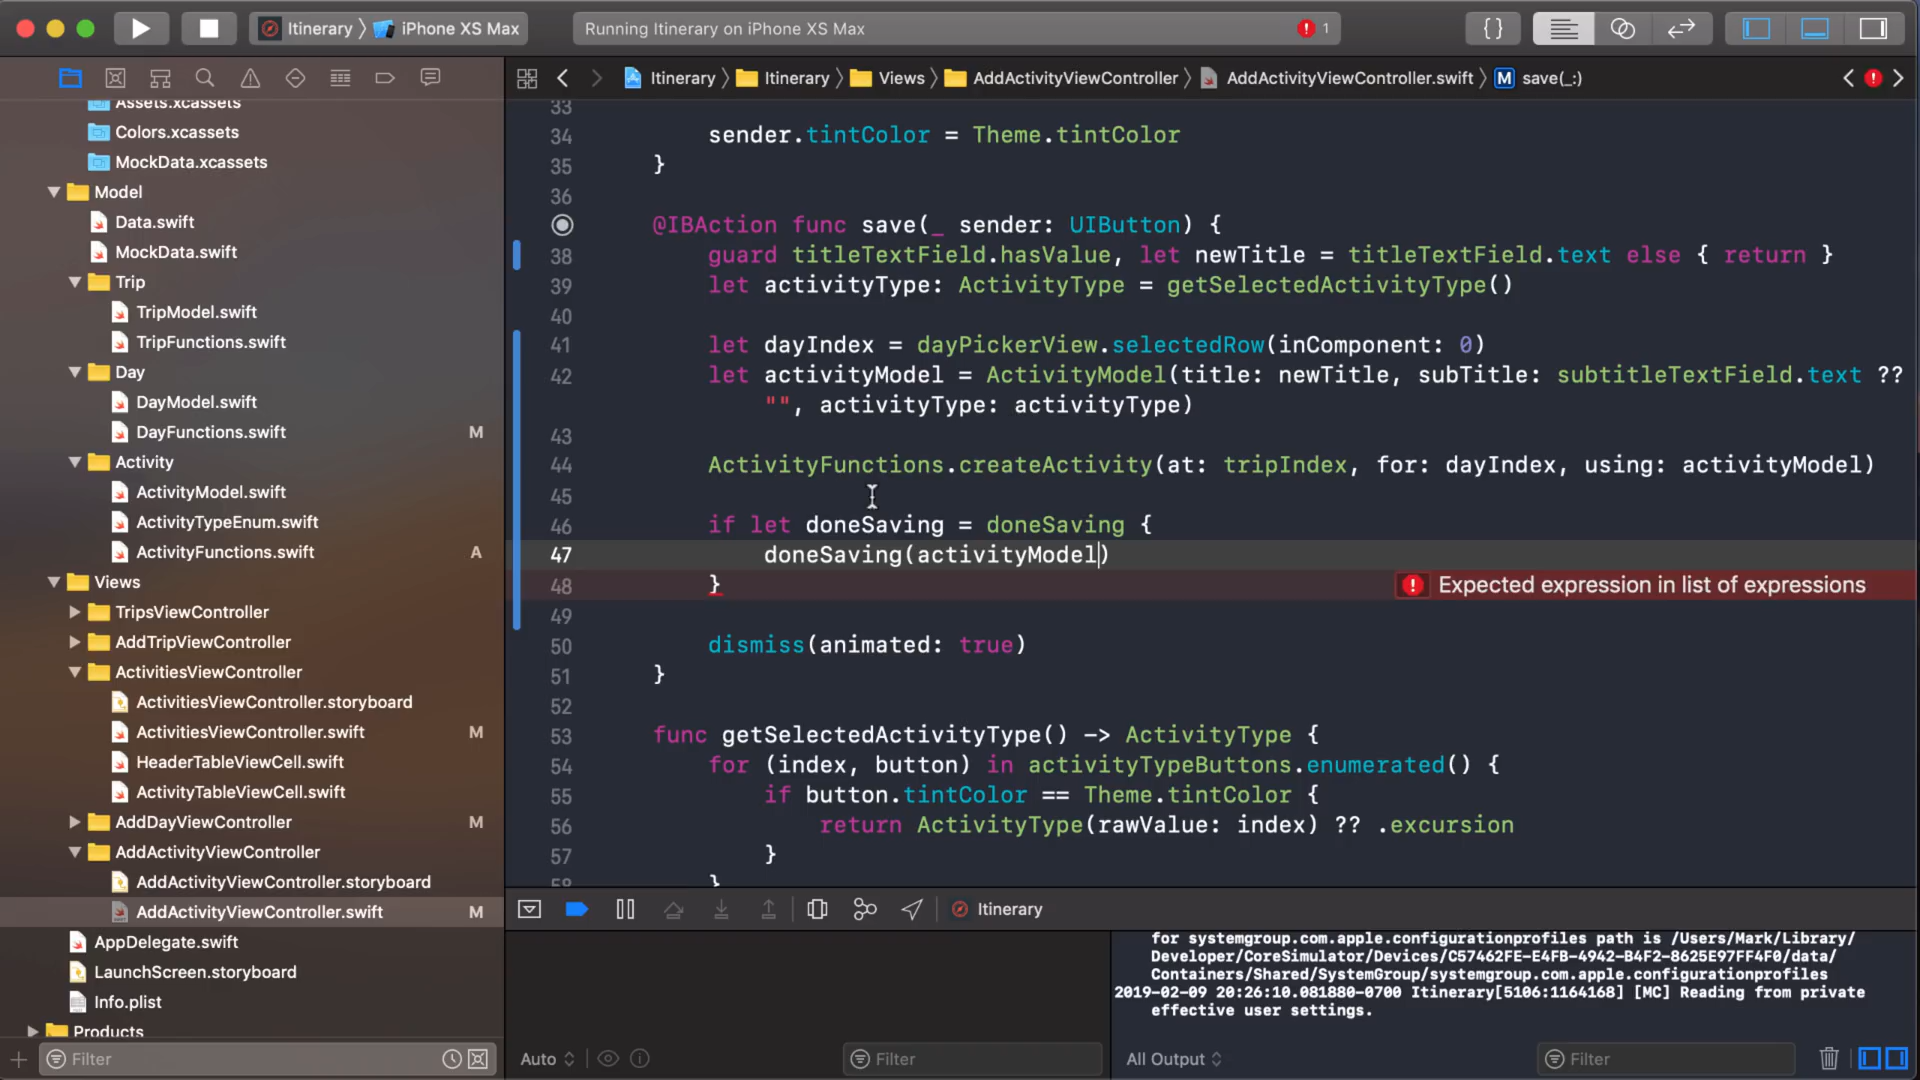 Itinerary 〉 iPhone XS Max
Running Itinerary on iPhone XS Max
1
{}
Itinerary 〉 Itinerary 〉 Views 〉 AddActivityViewController 〉 AddActivityViewController.swift 〉 M save(_:)
Assets.xcassets
Colors.xcassets
MockData.xcassets
Model
Data.swift
MockData.swift
Trip
TripModel.swift
TripFunctions.swift
Day
DayModel.swift
DayFunctions.swift M
Activity
ActivityModel.swift
ActivityTypeEnum.swift
ActivityFunctions.swift A
Views
TripsViewController
AddTripViewController
ActivitiesViewController
ActivitiesViewController.storyboard
ActivitiesViewController.swift M
HeaderTableViewCell.swift
ActivityTableViewCell.swift
AddDayViewController M
AddActivityViewController
AddActivityViewController.storyboard
AddActivityViewController.swift M
AppDelegate.swift
LaunchScreen.storyboard
Info.plist
Products
Filter
33
34 sender.tintColor = Theme.tintColor
35 }
36
@IBAction func save(_ sender: UIButton) {
38 guard titleTextField.hasValue, let newTitle = titleTextField.text else { return }
39 let activityType: ActivityType = getSelectedActivityType()
40
41 let dayIndex = dayPickerView.selectedRow(inComponent: 0)
42 let activityModel = ActivityModel(title: newTitle, subTitle: subtitleTextField.text ??
"", activityType: activityType)
43
44 ActivityFunctions.createActivity(at: tripIndex, for: dayIndex, using: activityModel)
45
46 if let doneSaving = doneSaving {
47 doneSaving(activityModel)
48 } Expected expression in list of expressions
49
50 dismiss(animated: true)
51 }
52
53 func getSelectedActivityType() -> ActivityType {
54 for (index, button) in activityTypeButtons.enumerated() {
55 if button.tintColor == Theme.tintColor {
56 return ActivityType(rawValue: index) ?? .excursion
57 }
58 }
Itinerary
for systemgroup.com.apple.configurationprofiles path is /Users/Mark/Library/
Developer/CoreSimulator/Devices/C57462FE-E4FB-4942-B4F2-8625E97FF4F0/data/
Containers/Shared/SystemGroup/systemgroup.com.apple.configurationprofiles
2019-02-09 20:26:10.081880-0700 Itinerary[5106:1164168] [MC] Reading from private
effective user settings.
Auto
Filter
All Output
Filter